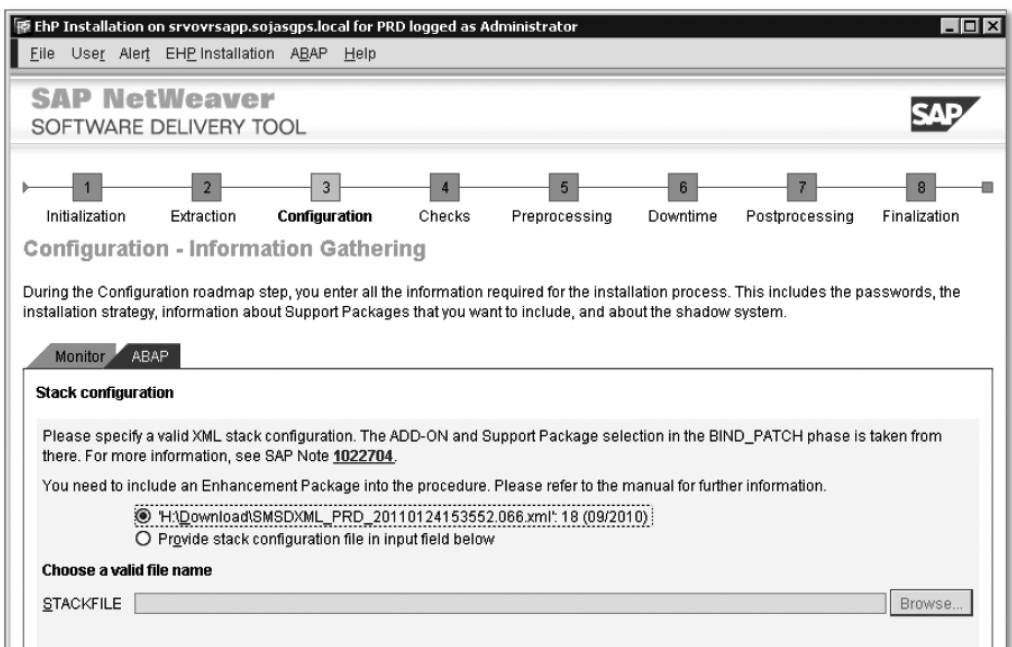 EhP Installation on srvovrsapp.sojasgps.local for PRD logged as Administrator
File User Alert EHP Installation ABAP Help
SAP NetWeaver
SOFTWARE DELIVERY TOOL
SAP
1 2 3 4 5 6 7 8
Initialization Extraction Configuration Checks Preprocessing Downtime Postprocessing Finalization
Configuration - Information Gathering
During the Configuration roadmap step, you enter all the information required for the installation process. This includes the passwords, the
installation strategy, information about Support Packages that you want to include, and about the shadow system.
Monitor ABAP
Stack configuration
Please specify a valid XML stack configuration. The ADD-ON and Support Package selection in the BIND_PATCH phase is taken from
there. For more information, see SAP Note 1022704.
You need to include an Enhancement Package into the procedure. Please refer to the manual for further information.
'H:\Download\SMSDXML_PRD_20110124153552.066.xml': 18 (09/2010)
Provide stack configuration file in input field below
Choose a valid file name
STACKFILE Browse...